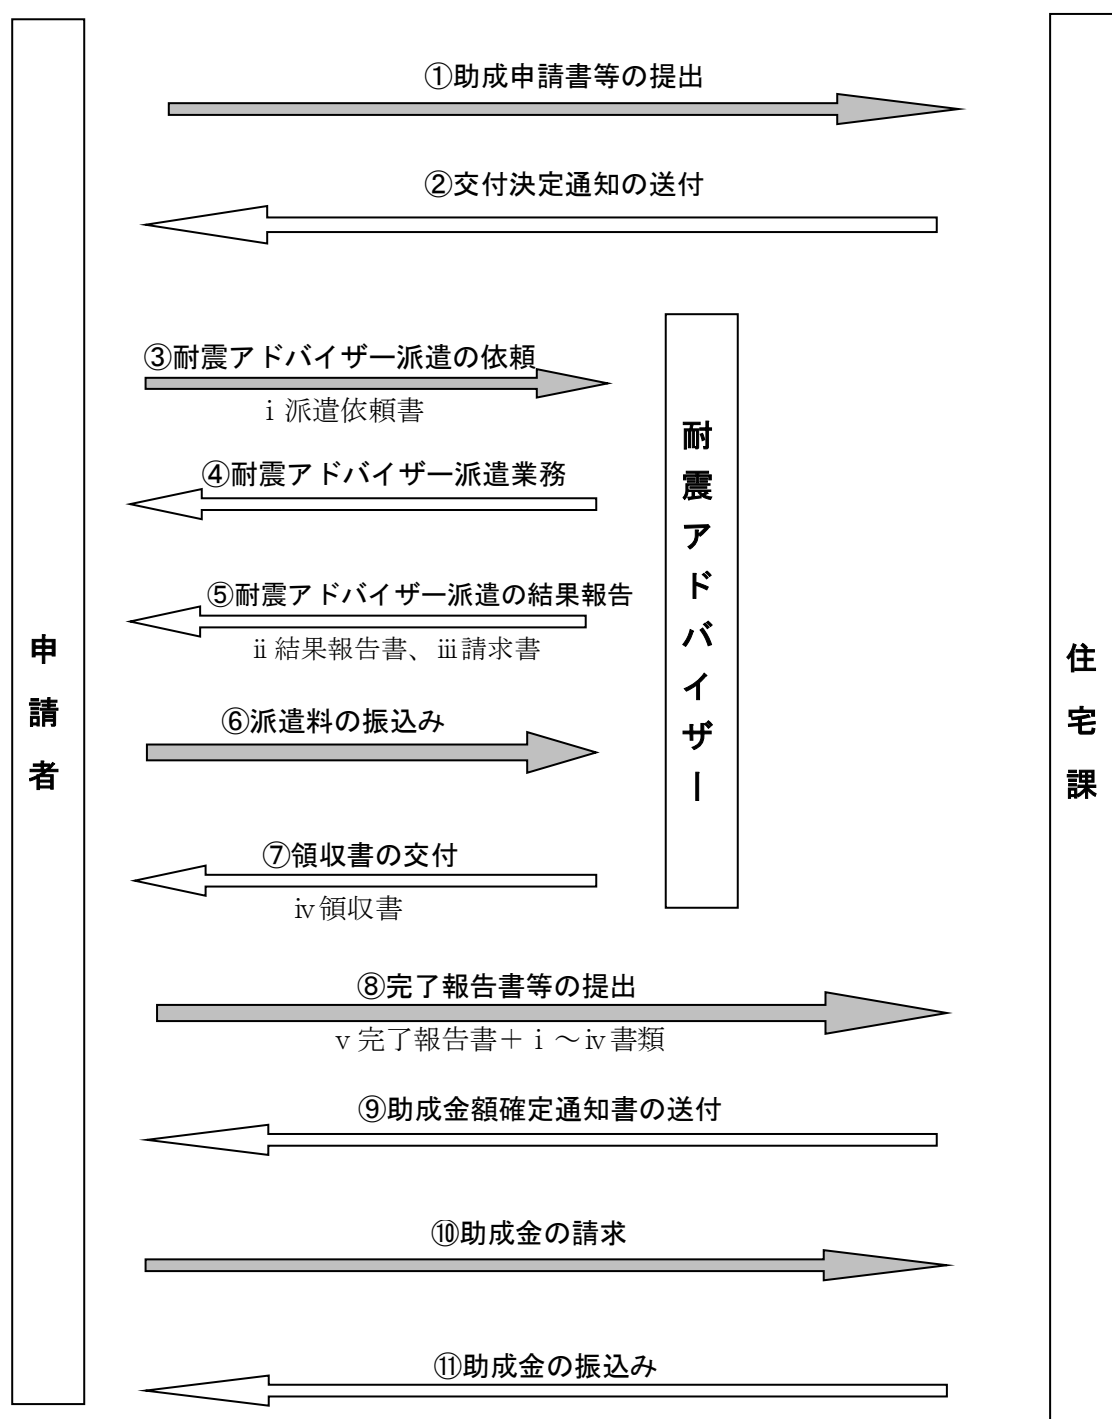 ①助成申請書等の提出
②交付決定通知の送付
③耐震アドバイザー派遣の依頼
ⅰ派遣依頼書
④耐震アドバイザー派遣業務
⑤耐震アドバイザー派遣の結果報告
ⅱ結果報告書、ⅲ請求書
⑥派遣料の振込み
⑦領収書の交付
ⅳ領収書
⑧完了報告書等の提出
ⅴ完了報告書＋ⅰ～ⅳ書類
⑨助成金額確定通知書の送付
⑩助成金の請求
⑪助成金の振込み
申請者
耐震アドバイザー
住宅課